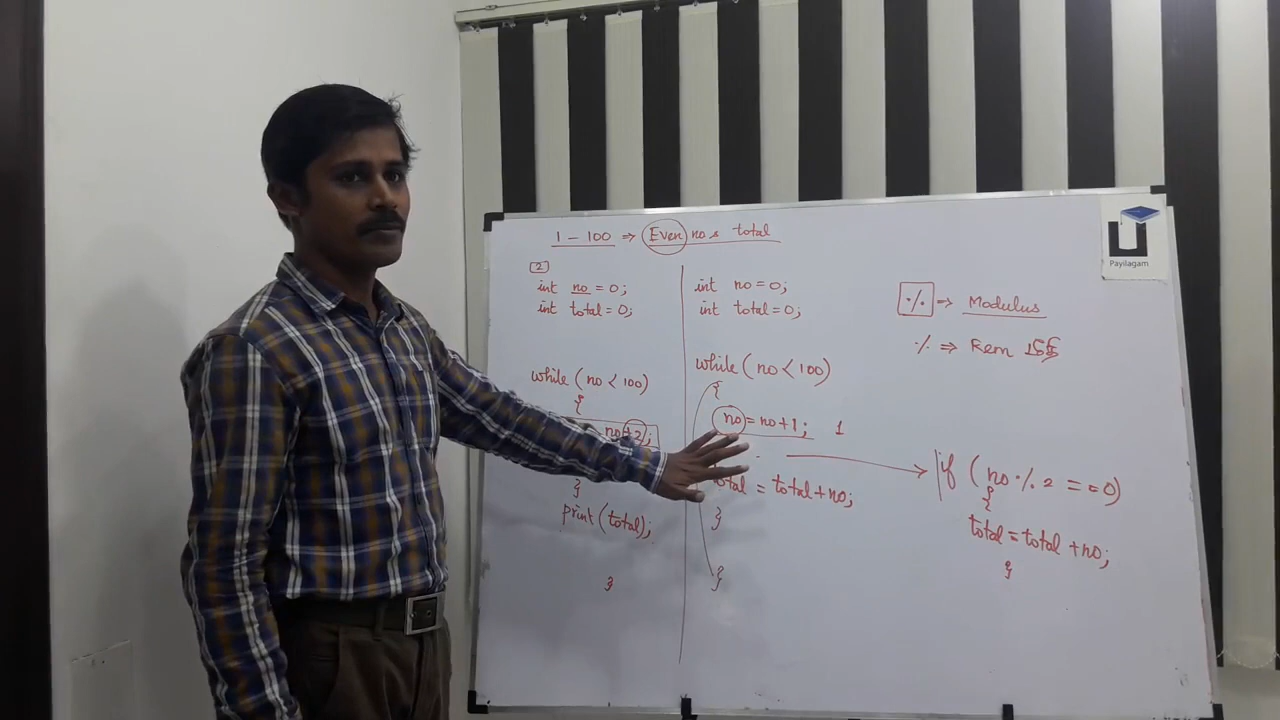 1 - 100 ⇒ Even no s total
2
int no = 0;
int total = 0;
while (no < 100)
{
no +2;
}
print (total);
}
int no = 0;
int total = 0;
while (no < 100)
{
no = no + 1; 1
total = total + no;
}
}
% ⇒ Modulus
% ⇒ Rem
if ( no % 2 = = 0)
{
total = total + no;
}
Payilagam